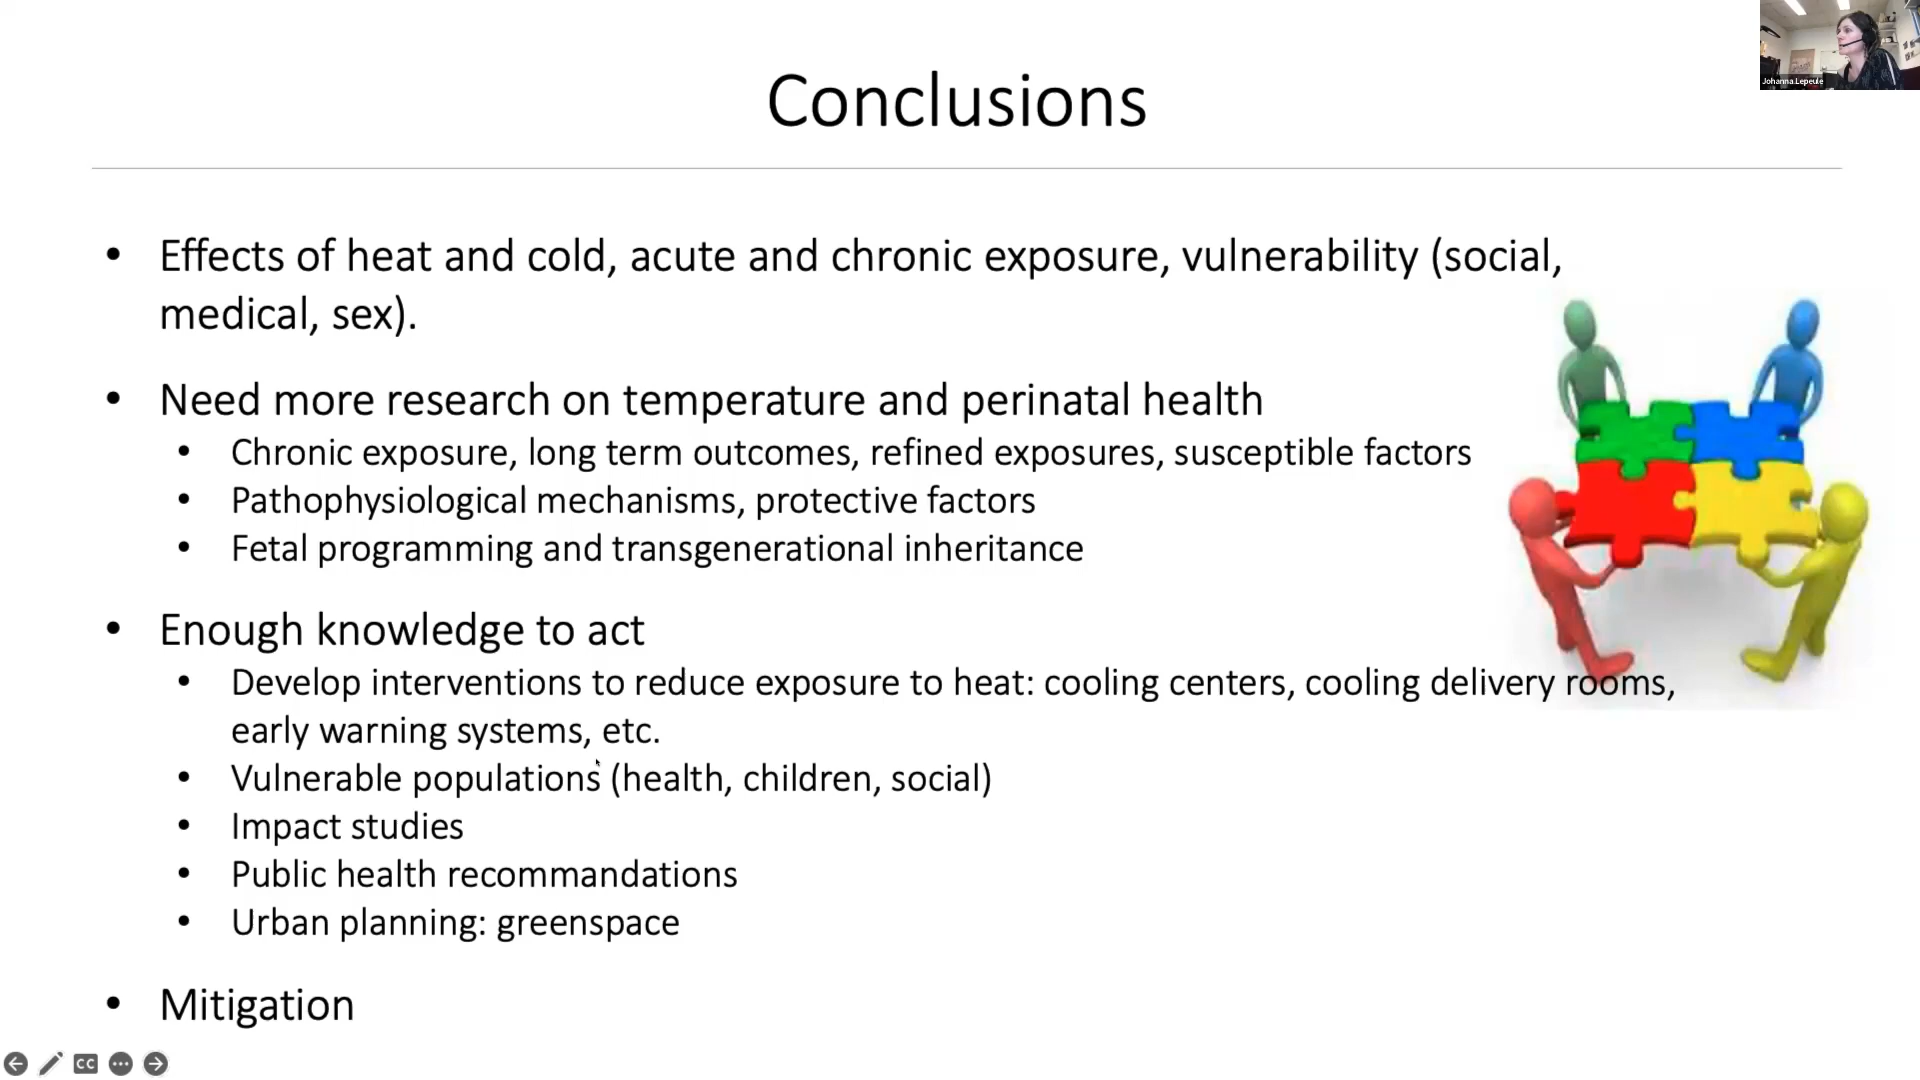 Johanna Lepeule
Conclusions
• Effects of heat and cold, acute and chronic exposure, vulnerability (social,
medical, sex).
• Need more research on temperature and perinatal health
• Chronic exposure, long term outcomes, refined exposures, susceptible factors
• Pathophysiological mechanisms, protective factors
• Fetal programming and transgenerational inheritance
• Enough knowledge to act
• Develop interventions to reduce exposure to heat: cooling centers, cooling delivery rooms,
early warning systems, etc.
• Vulnerable populations (health, children, social)
• Impact studies
• Public health recommandations
• Urban planning: greenspace
• Mitigation
CC